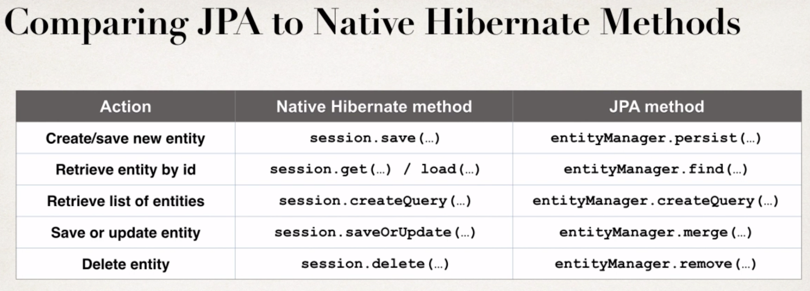 Comparing JPA to Native Hibernate Methods
Action Native Hibernate method JPA method
Create/save new entity session.save(…) entityManager.persist(…)
Retrieve entity by id session.get(…) / load(…) entityManager.find(…)
Retrieve list of entities session.createQuery(…) entityManager.createQuery(…)
Save or update entity session.saveOrUpdate(…) entityManager.merge(…)
Delete entity session.delete(…) entityManager.remove(…)